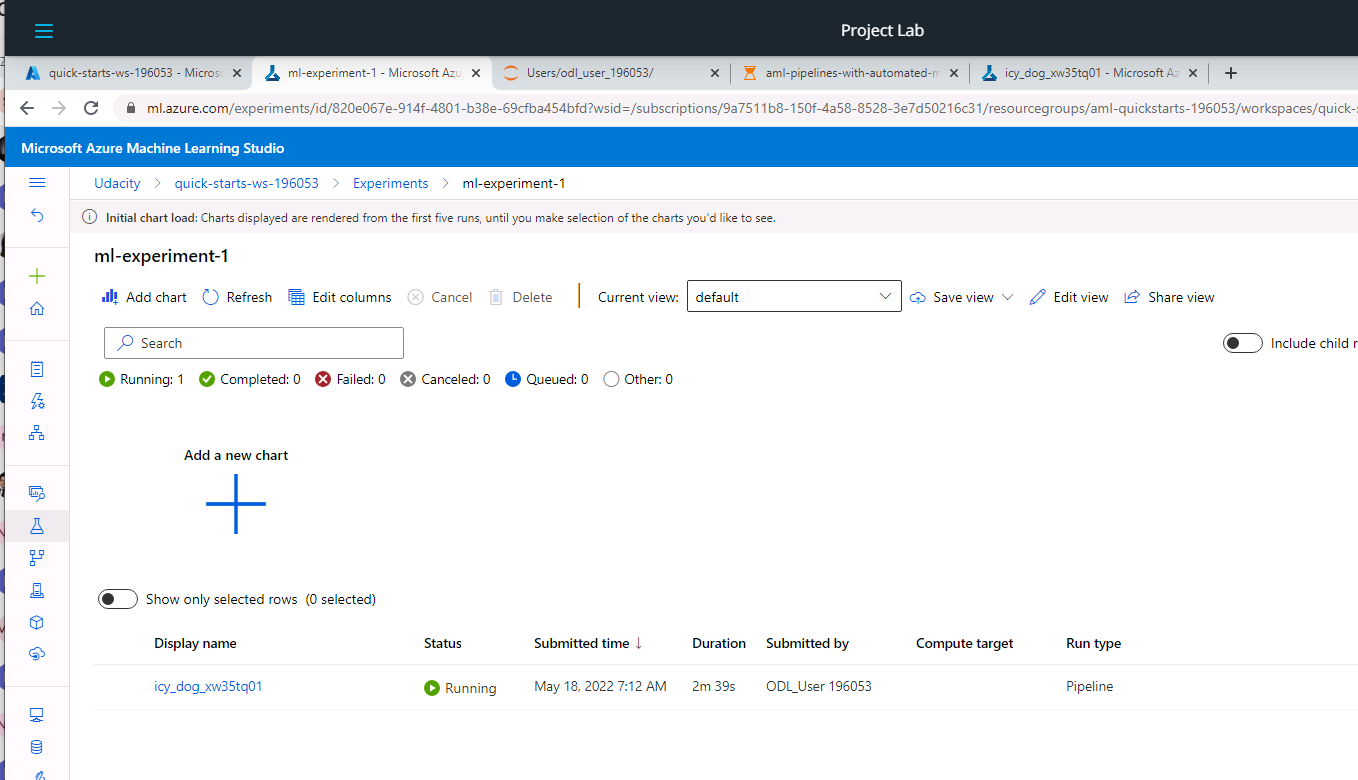 Project Lab
quick-starts-ws-196053 - Micros
ml-experiment-1 - Microsoft Azu
Users/odl_user_196053/
aml-pipelines-with-automated-m
icy_dog_xw35tq01 - Microsoft Az
ml.azure.com/experiments/id/820e067e-914f-4801-b38e-69cfba454bfd?wsid=/subscriptions/9a7511b8-150f-4a58-8528-3e7d50216c31/resourcegroups/aml-quickstarts-196053/workspaces/quick-s
Microsoft Azure Machine Learning Studio
Udacity > quick-starts-ws-196053 > Experiments > ml-experiment-1
Initial chart load: Charts displayed are rendered from the first five runs, until you make selection of the charts you'd like to see.
ml-experiment-1
Add chart Refresh Edit columns Cancel Delete Current view: default Save view Edit view Share view
Search
Include child r
Running: 1 Completed: 0 Failed: 0 Canceled: 0 Queued: 0 Other: 0
Add a new chart
Show only selected rows (0 selected)
Display name Status Submitted time ↓ Duration Submitted by Compute target Run type
icy_dog_xw35tq01 Running May 18, 2022 7:12 AM 2m 39s ODL_User 196053 Pipeline